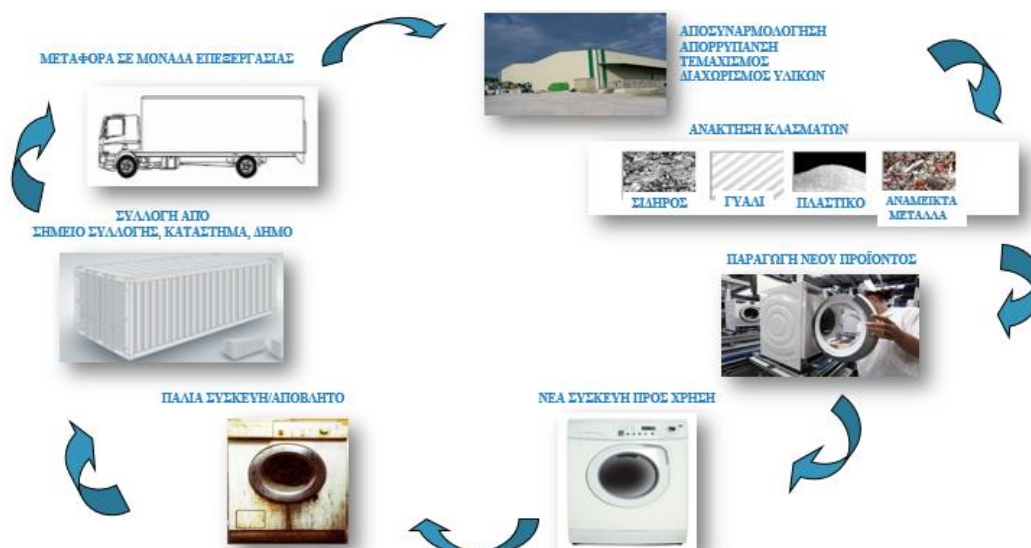 ΜΕΤΑΦΟΡΑ ΣΕ ΜΟΝΑΔΑ ΕΠΕΞΕΡΓΑΣΙΑΣ
ΑΠΟΣΥΝΑΡΜΟΛΟΓΗΣΗ
ΑΠΟΡΡΥΠΑΝΣΗ
ΤΕΜΑΧΙΣΜΟΣ
ΔΙΑΧΩΡΙΣΜΟΣ ΥΛΙΚΩΝ
ΑΝΑΚΤΗΣΗ ΚΛΑΣΜΑΤΩΝ
ΣΙΔΗΡΟΣ
ΓΥΑΛΙ
ΠΛΑΣΤΙΚΟ
ΑΝΑΜΕΙΚΤΑ
ΜΕΤΑΛΛΑ
ΣΥΛΛΟΓΗ ΑΠΟ
ΣΗΜΕΙΟ ΣΥΛΛΟΓΗΣ, ΚΑΤΑΣΤΗΜΑ, ΔΗΜΟ
ΠΑΡΑΓΩΓΗ ΝΕΟΥ ΠΡΟΪΟΝΤΟΣ
ΠΑΛΙΑ ΣΥΣΚΕΥΗ/ΑΠΟΒΛΗΤΟ
ΝΕΑ ΣΥΣΚΕΥΗ ΠΡΟΣ ΧΡΗΣΗ